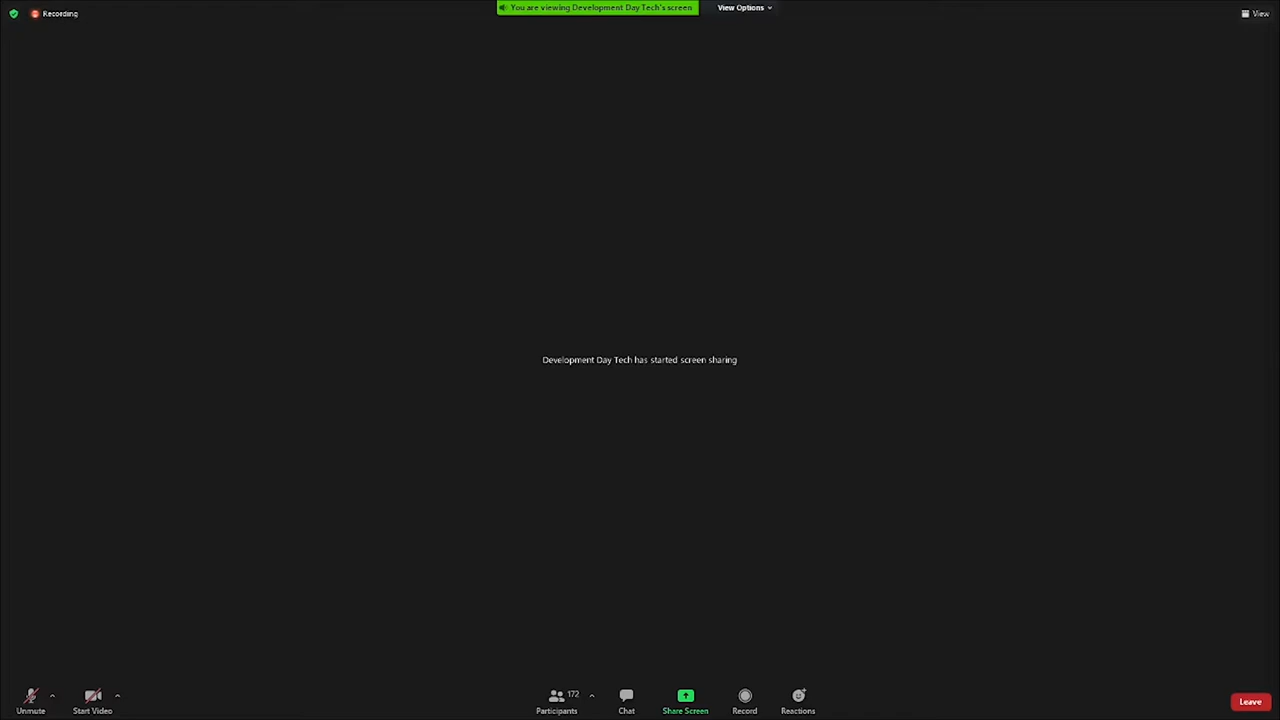 Recording
You are viewing Development Day Tech's screen
View Options
View
Development Day Tech has started screen sharing
Unmute
Start Video
172
Participants
Chat
Share Screen
Record
Reactions
Leave